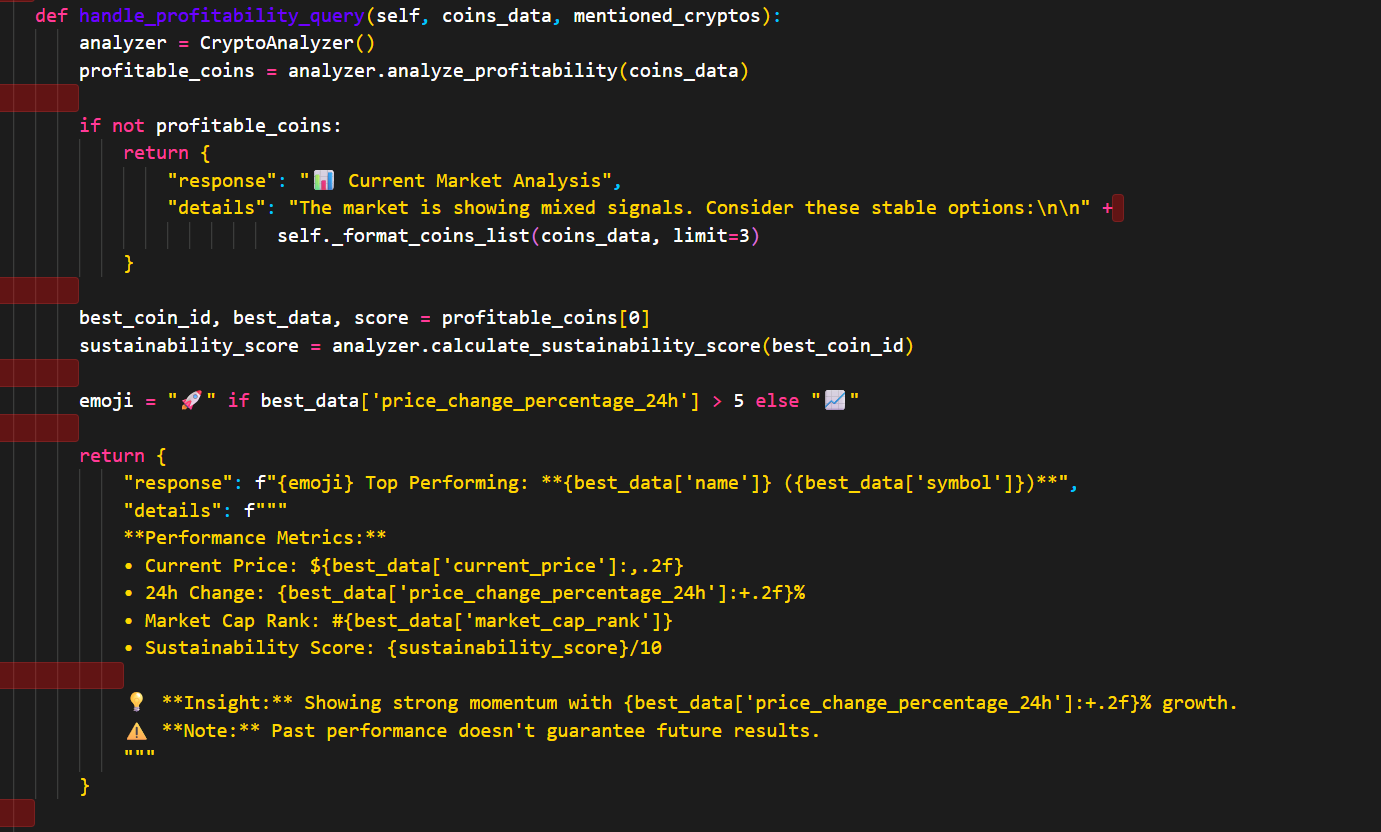 def handle_profitability_query(self, coins_data, mentioned_cryptos):
analyzer = CryptoAnalyzer()
profitable_coins = analyzer.analyze_profitability(coins_data)
if not profitable_coins:
return {
"response": "📊 Current Market Analysis",
"details": "The market is showing mixed signals. Consider these stable options:\n\n" +
self._format_coins_list(coins_data, limit=3)
}
best_coin_id, best_data, score = profitable_coins[0]
sustainability_score = analyzer.calculate_sustainability_score(best_coin_id)
emoji = "🚀" if best_data['price_change_percentage_24h'] > 5 else "📈"
return {
"response": f"{emoji} Top Performing: **{best_data['name']} ({best_data['symbol']})**",
"details": f"""
**Performance Metrics:**
• Current Price: ${best_data['current_price']:,.2f}
• 24h Change: {best_data['price_change_percentage_24h']:+.2f}%
• Market Cap Rank: #{best_data['market_cap_rank']}
• Sustainability Score: {sustainability_score}/10
💡 **Insight:** Showing strong momentum with {best_data['price_change_percentage_24h']:+.2f}% growth.
⚠️ **Note:** Past performance doesn't guarantee future results.
"""
}